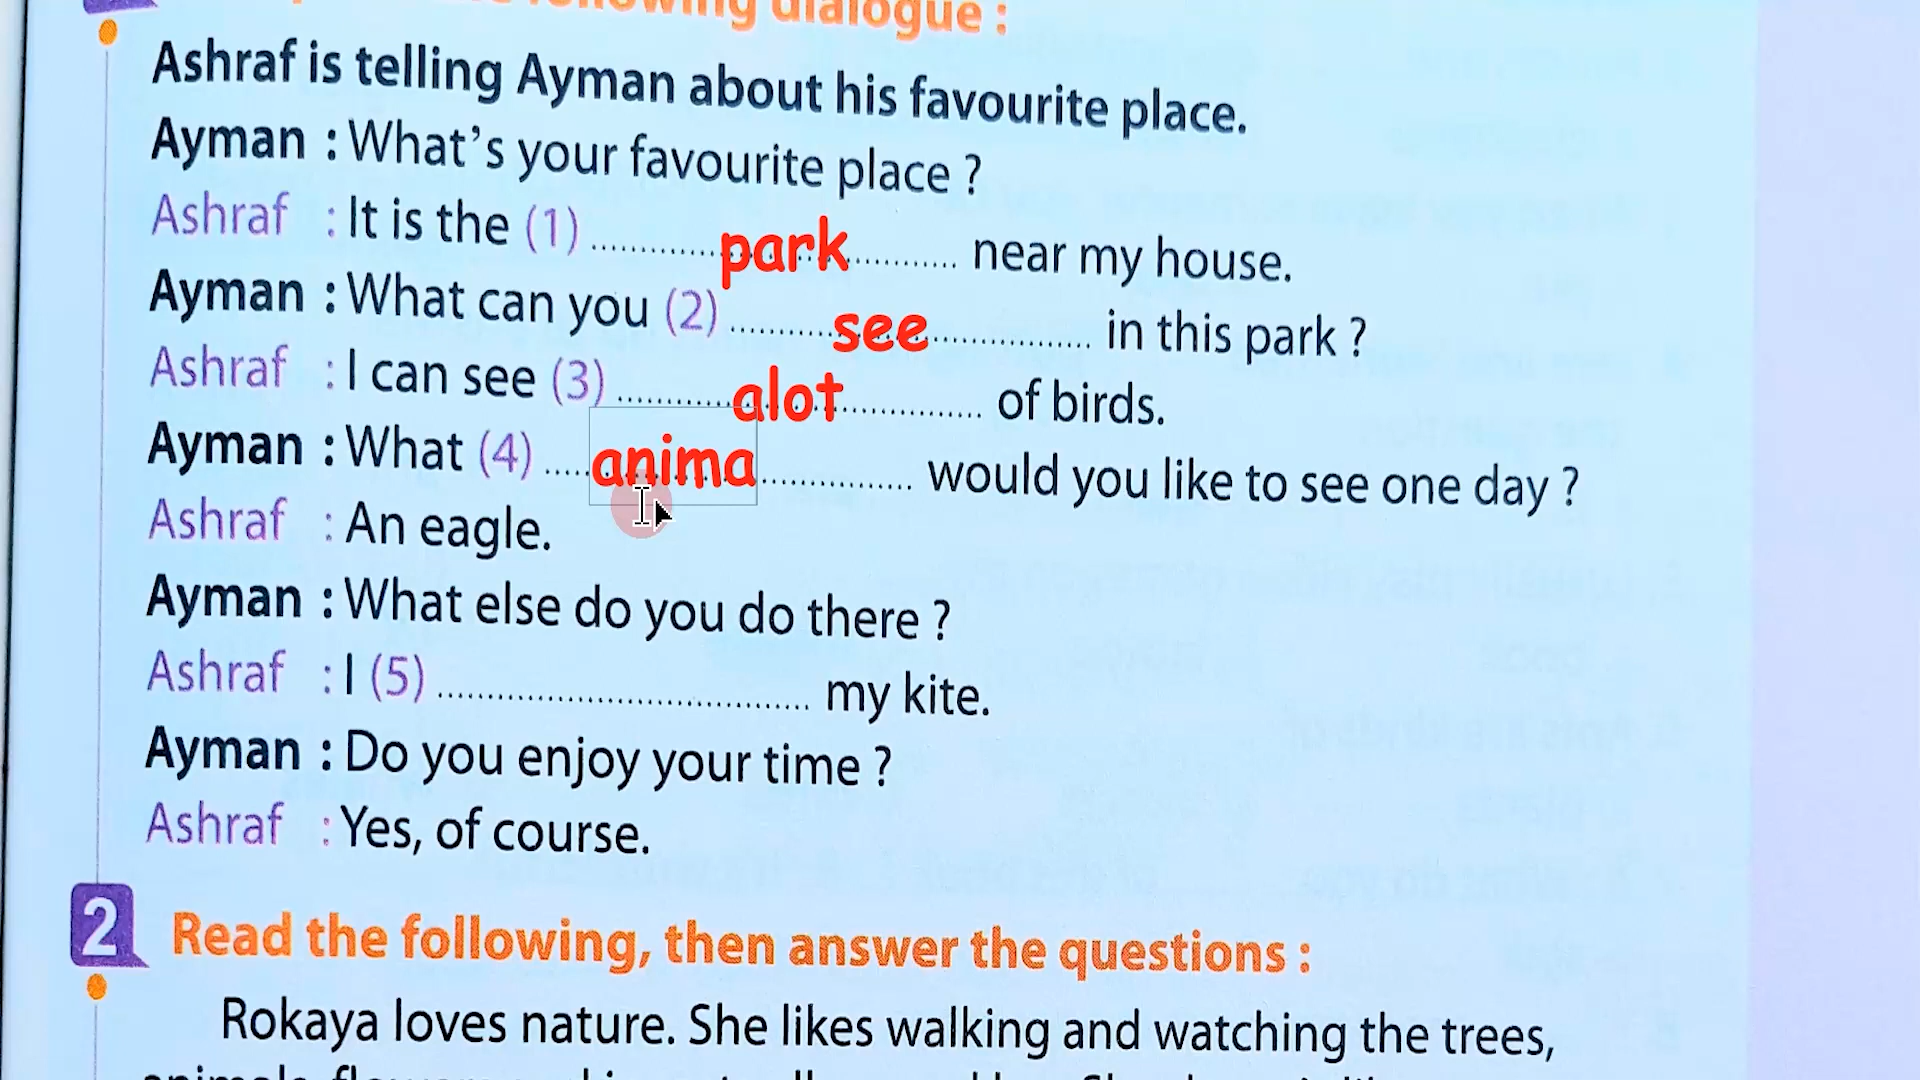 following dialogue :
Ashraf is telling Ayman about his favourite place.
Ayman : What's your favourite place ?
Ashraf : It is the (1) park near my house.
Ayman : What can you (2) see in this park ?
Ashraf : I can see (3) alot of birds.
Ayman : What (4) anima would you like to see one day ?
Ashraf : An eagle.
Ayman : What else do you do there ?
Ashraf : I (5) .................... my kite.
Ayman : Do you enjoy your time ?
Ashraf : Yes, of course.
2 Read the following, then answer the questions :
Rokaya loves nature. She likes walking and watching the trees,